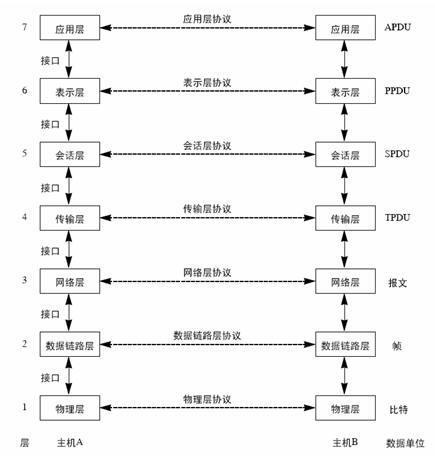 7 应用层 应用层协议 应用层 APDU
接口
6 表示层 表示层协议 表示层 PPDU
接口
5 会话层 会话层协议 会话层 SPDU
接口
4 传输层 传输层协议 传输层 TPDU
接口
3 网络层 网络层协议 网络层 报文
接口
2 数据链路层 数据链路层协议 数据链路层 帧
接口
1 物理层 物理层协议 物理层 比特
层 主机A 主机B 数据单位